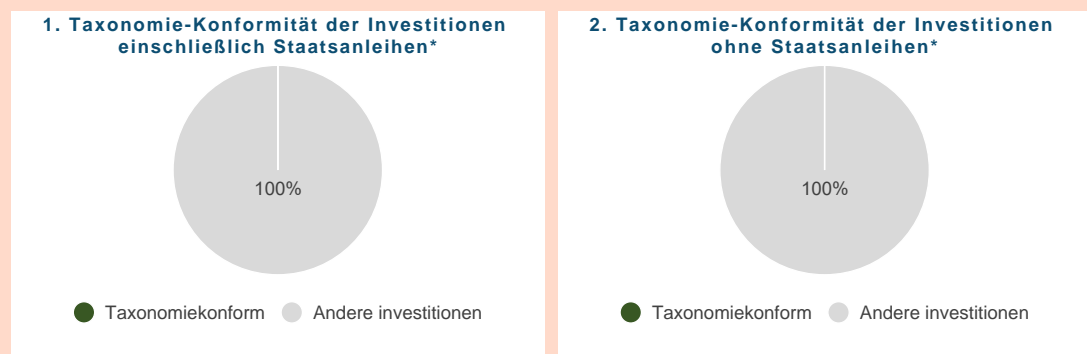 1. Taxonomie-Konformität der Investitionen
einschließlich Staatsanleihen*
100%
Taxonomiekonform
Andere investitionen
2. Taxonomie-Konformität der Investitionen
ohne Staatsanleihen*
100%
Taxonomiekonform
Andere investitionen